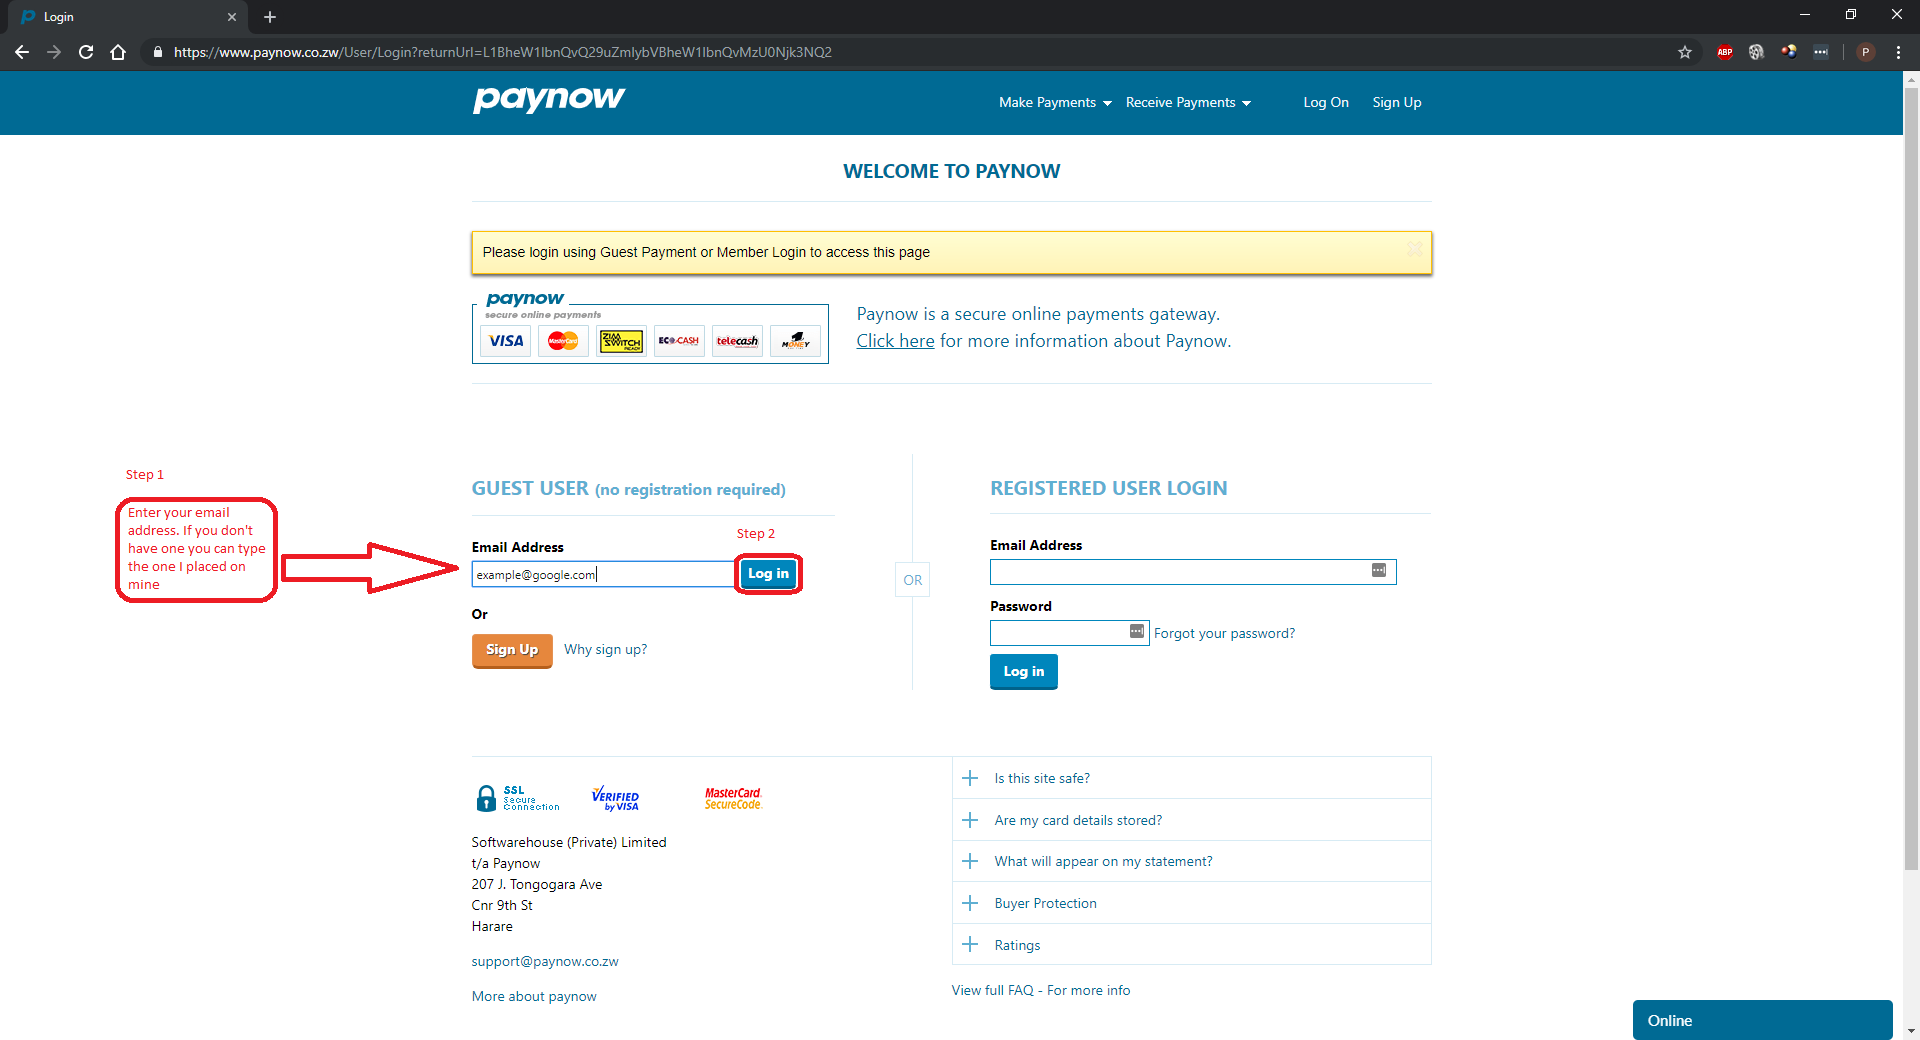 Login
https://www.paynow.co.zw/User/Login?returnUrl=L1BheW1lbnQvQ29uZmlybVBheW1lbnQvMzU0Njk3NQ2
ABP
P
paynow
Make Payments
Receive Payments
Log On
Sign Up
WELCOME TO PAYNOW
Please login using Guest Payment or Member Login to access this page
paynow
secure online payments
VISA
MasterCard
ZIM SWITCH
ECOCASH
telecash
MONEY
Paynow is a secure online payments gateway.
Click here for more information about Paynow.
Step 1
Enter your email
address. If you don't
have one you can type
the one I placed on
mine
GUEST USER (no registration required)
Step 2
Email Address
example@google.com
Log in
Or
Sign Up
Why sign up?
OR
REGISTERED USER LOGIN
Email Address
Password
Forgot your password?
Log in
SSL
Secure
Connection
VERIFIED
by VISA
MasterCard.
SecureCode.
Softwarehouse (Private) Limited
t/a Paynow
207 J. Tongogara Ave
Cnr 9th St
Harare
support@paynow.co.zw
More about paynow
Is this site safe?
Are my card details stored?
What will appear on my statement?
Buyer Protection
Ratings
View full FAQ - For more info
Online